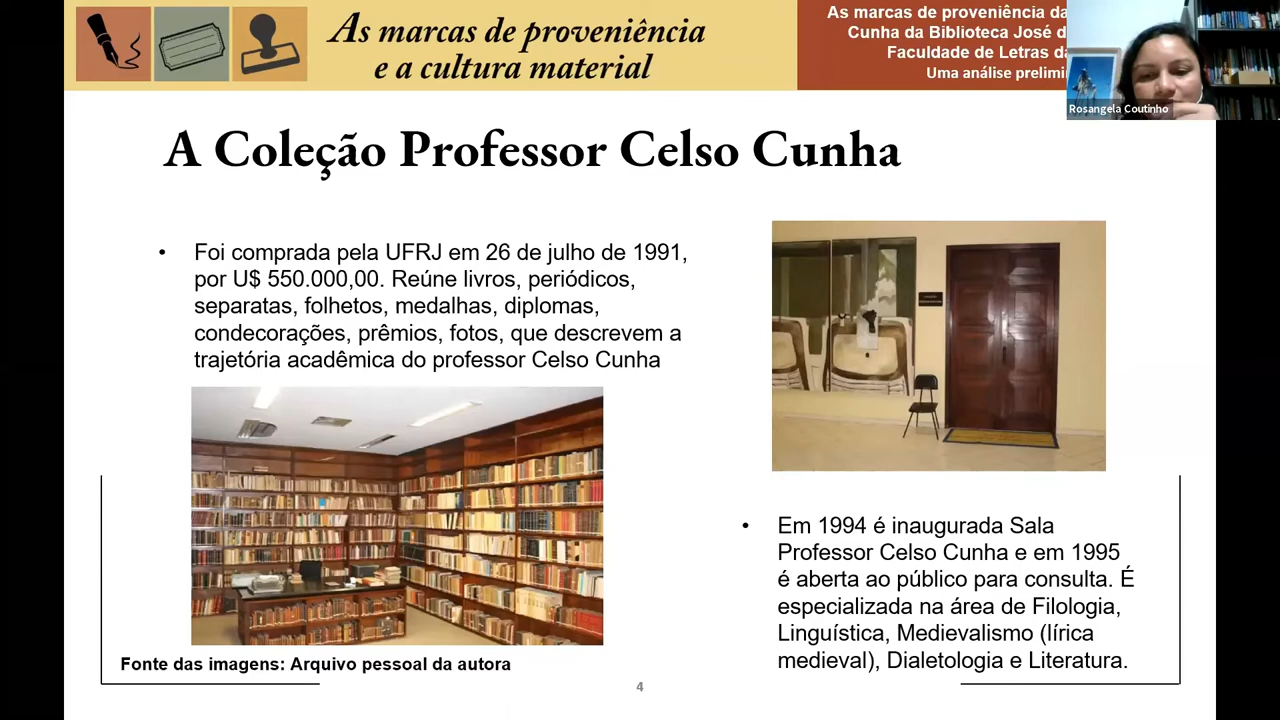 As marcas de proveniência
e a cultura material
As marcas de proveniência da
Cunha da Biblioteca José d
Faculdade de Letras da
Uma análise prelimi
Rosangela Coutinho
A Coleção Professor Celso Cunha
• Foi comprada pela UFRJ em 26 de julho de 1991,
por U$ 550.000,00. Reúne livros, periódicos,
separatas, folhetos, medalhas, diplomas,
condecorações, prêmios, fotos, que descrevem a
trajetória acadêmica do professor Celso Cunha
Fonte das imagens: Arquivo pessoal da autora
• Em 1994 é inaugurada Sala
Professor Celso Cunha e em 1995
é aberta ao público para consulta. É
especializada na área de Filologia,
Linguística, Medievalismo (lírica
medieval), Dialetologia e Literatura.
4